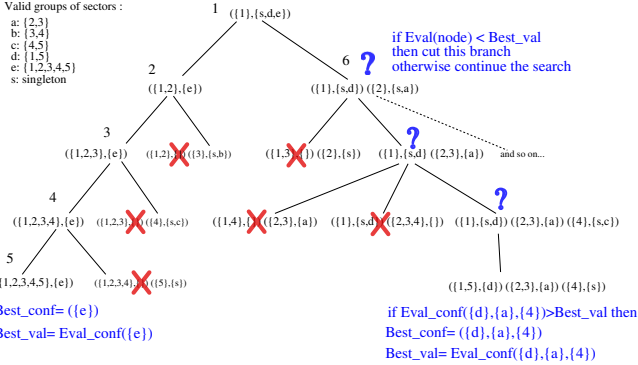 Valid groups of sectors :
a: {2,3}
b: {3,4}
c: {4,5}
d: {1,5}
e: {1,2,3,4,5}
s: singleton
1 ({1},{s,d,e})
if Eval(node) < Best_val
then cut this branch
otherwise continue the search
6 ?
2
({1,2},{e})
({1},{s,d}) ({2},{s,a})
3
?
({1,2,3},{e})
({1,2},{}) ({3},{s,b})
({1,3},{}) ({2},{s})
({1},{s,d}) ({2,3},{a})
and so on...
4
?
({1,2,3,4},{e})
({1,2,3},{}) ({4},{s,c})
({1,4},{}) ({2,3},{a})
({1},{s,d}) ({2,3,4},{})
({1},{s,d}) ({2,3},{a}) ({4},{s,c})
5
{1,2,3,4,5},{e})
({1,2,3,4},{}) ({5},{s})
({1,5},{d}) ({2,3},{a}) ({4},{s})
Best_conf= ({e})
Best_val= Eval_conf({e})
if Eval_conf({d},{a},{4})>Best_val then
Best_conf= ({d},{a},{4})
Best_val= Eval_conf({d},{a},{4})